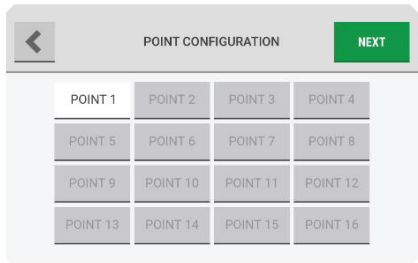 POINT CONFIGURATION NEXT
POINT 1 POINT 2 POINT 3 POINT 4
POINT 5 POINT 6 POINT 7 POINT 8
POINT 9 POINT 10 POINT 11 POINT 12
POINT 13 POINT 14 POINT 15 POINT 16